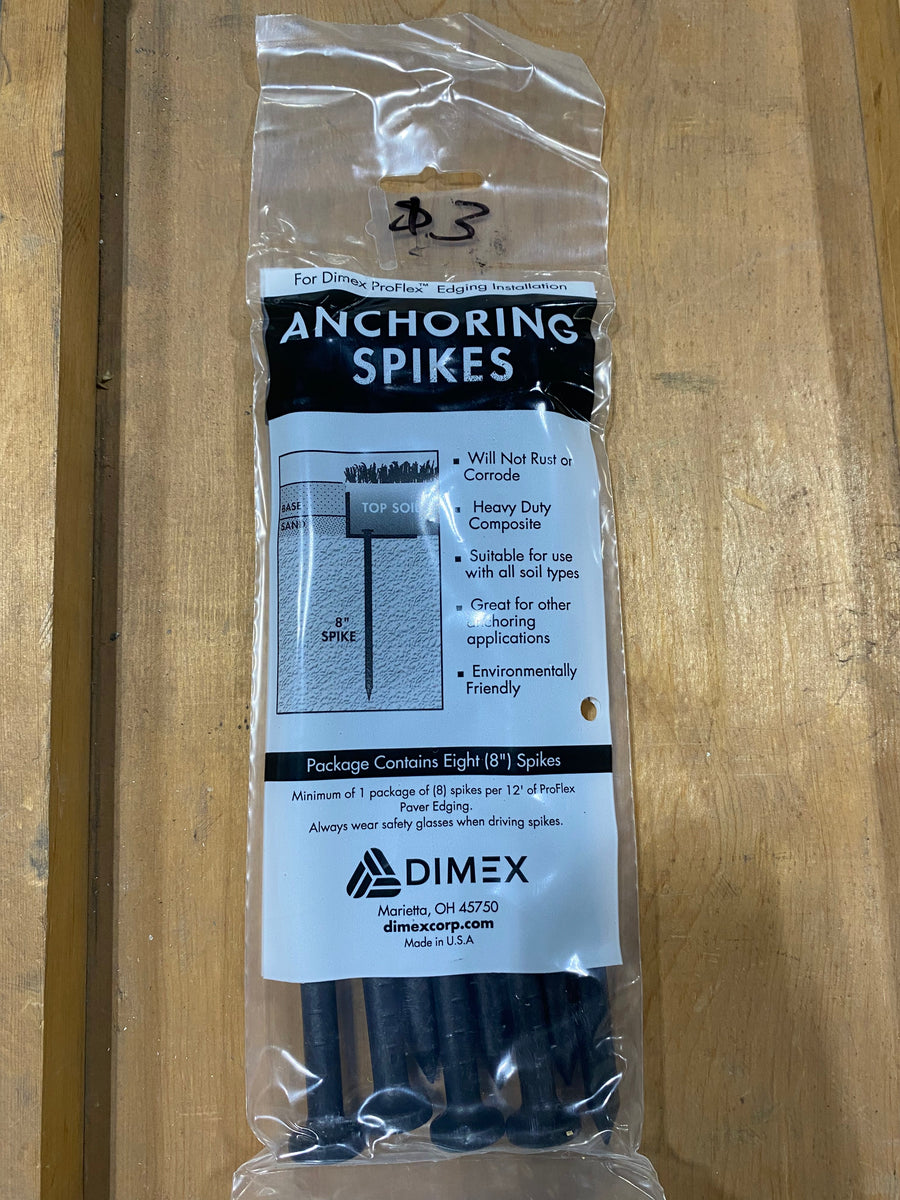 For Dimex ProFlex™ Edging Installation
ANCHORING
SPIKES
BASE
SAND
TOP SOIL
8"
SPIKE
Will Not Rust or
Corrode
Heavy Duty
Composite
Suitable for use
with all soil types
Great for other
anchoring
applications
Environmentally
Friendly
Package Contains Eight (8") Spikes
Minimum of 1 package of (8) spikes per 12' of ProFlex
Paver Edging.
Always wear safety glasses when driving spikes.
DIMEX
Marietta, OH 45750
dimexcorp.com
Made in U.S.A